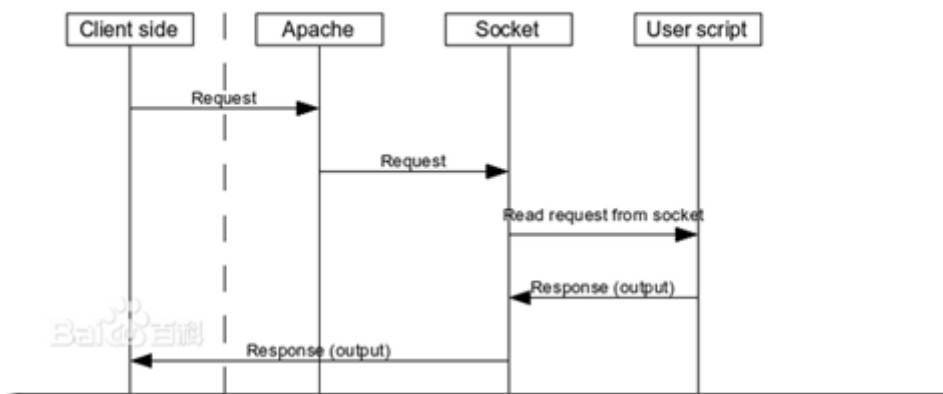 Client side
Apache
Socket
User script
Request
Request
Read request from socket
Response (output)
Response (output)
Bai百科